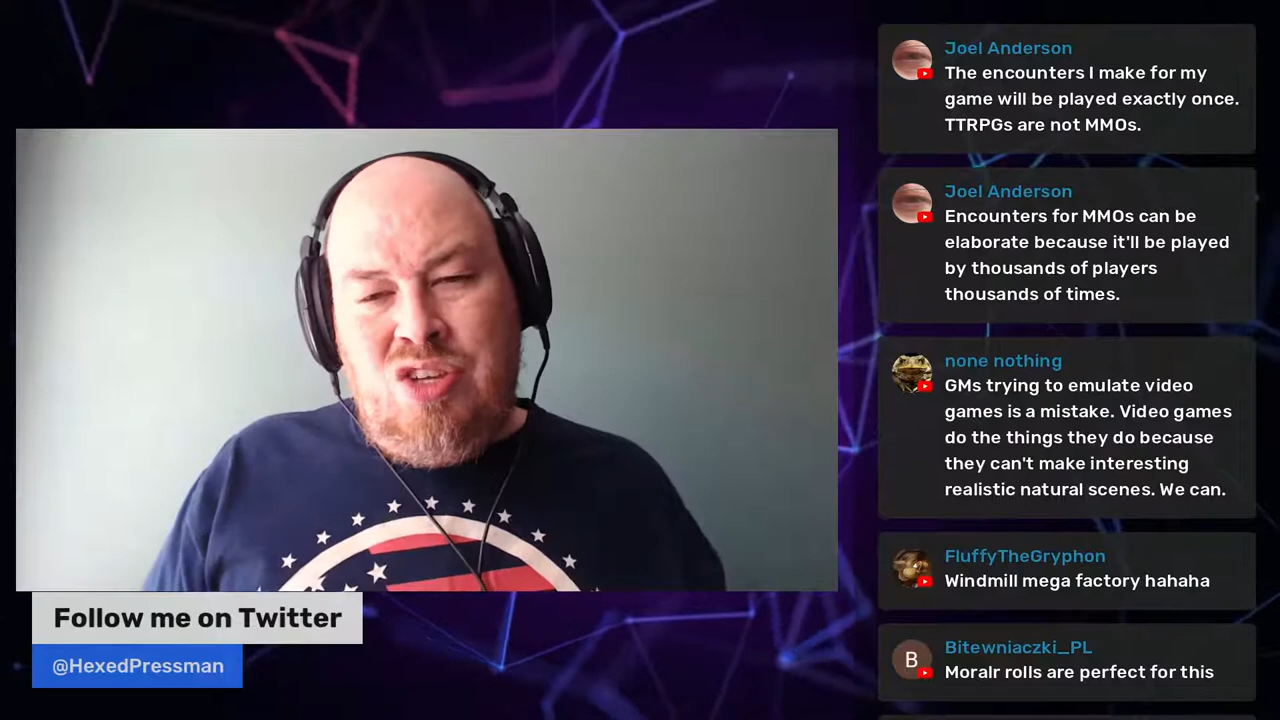 Joel Anderson
The encounters I make for my
game will be played exactly once.
TTRPGs are not MMOs.
Joel Anderson
Encounters for MMOs can be
elaborate because it'll be played
by thousands of players
thousands of times.
none nothing
GMs trying to emulate video
games is a mistake. Video games
do the things they do because
they can't make interesting
realistic natural scenes. We can.
FluffyTheGryphon
Windmill mega factory hahaha
B
Bitewniaczki_PL
Moralr rolls are perfect for this
Follow me on Twitter
@HexedPressman